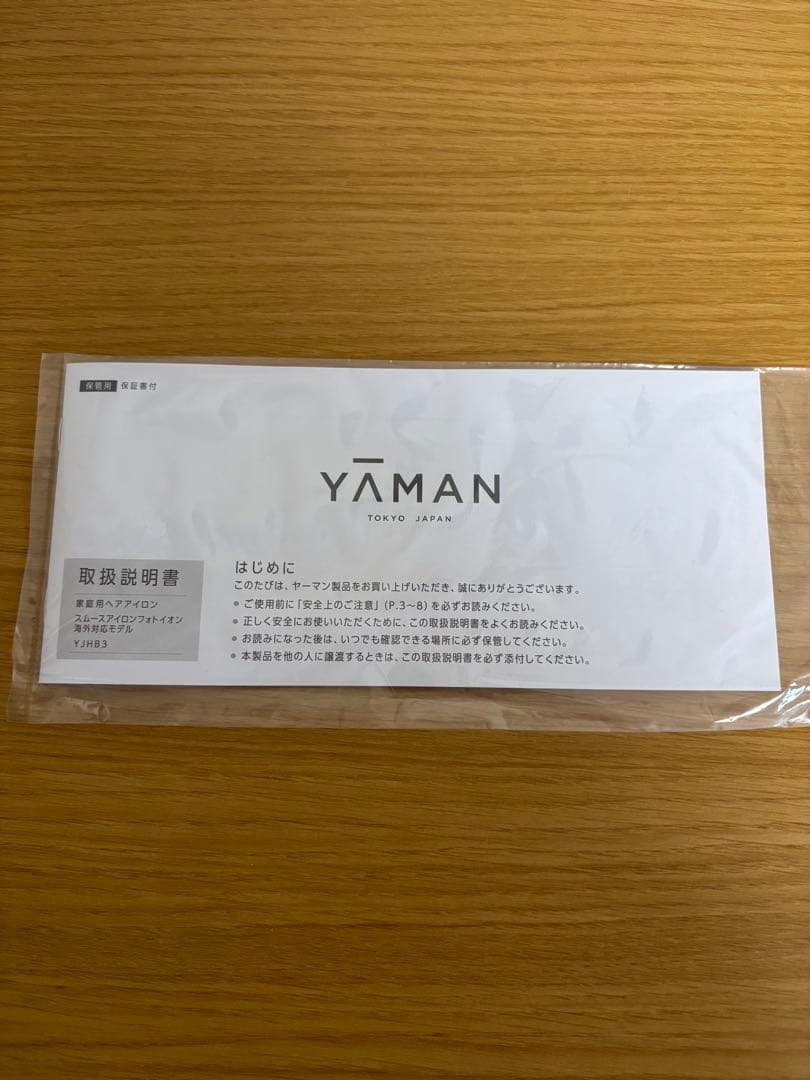 保管用 保証書付
YĀMAN
TOKYO JAPAN
取扱説明書
家庭用ヘアアイロン
スムースアイロンフォトイオン
海外対応モデル
YJHB3
はじめに
このたびは、ヤーマン製品をお買い上げいただき、誠にありがとうございます。
● ご使用前に「安全上のご注意」(P.3〜8)を必ずお読みください。
● 正しく安全にお使いいただくために、この取扱説明書をよくお読みください。
● お読みになった後は、いつでも確認できる場所に必ず保管してください。
● 本製品を他の人に譲渡するときは、この取扱説明書を必ず添付してください。